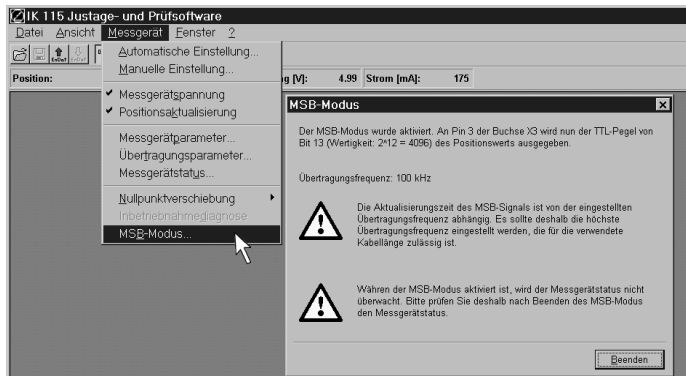 IK 115 Justage- und Prüfsoftware
Datei Ansicht Messgerät Fenster ?
Position: g [V]: 4.99 Strom [mA]: 175
Automatische Einstellung...
Manuelle Einstellung...
Messgerätspannung
Positionsaktualisierung
Messgerätparameter...
Übertragungsparameter...
Messgerätstatus...
Nullpunktverschiebung
Inbetriebnahmediagnose
MSB-Modus...
MSB-Modus
Der MSB-Modus wurde aktiviert. An Pin 3 der Buchse X3 wird nun der TTL-Pegel von
Bit 13 (Wertigkeit: 2^12 = 4096) des Positionswerts ausgegeben.
Übertragungsfrequenz: 100 kHz
Die Aktualisierungszeit des MSB-Signals ist von der eingestellten
Übertragungsfrequenz abhängig. Es sollte deshalb die höchste
Übertragungsfrequenz eingestellt werden, die für die verwendete
Kabellänge zulässig ist.
Währen der MSB-Modus aktiviert ist, wird der Messgerätstatus nicht
überwacht. Bitte prüfen Sie deshalb nach Beenden des MSB-Modus
den Messgerätstatus.
Beenden